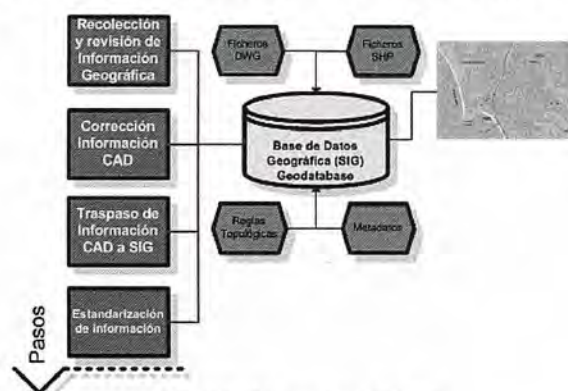 Recolección
y revisión de
Información
Geográfica
Corrección
Información
CAD
Traspaso de
Información
CAD a SIG
Estandarización
de información
Pasos
Ficheros
DWG
Ficheros
SHP
Base de Datos
Geográfica (SIG)
Geodatabase
Reglas
Topológicas
Metadatos